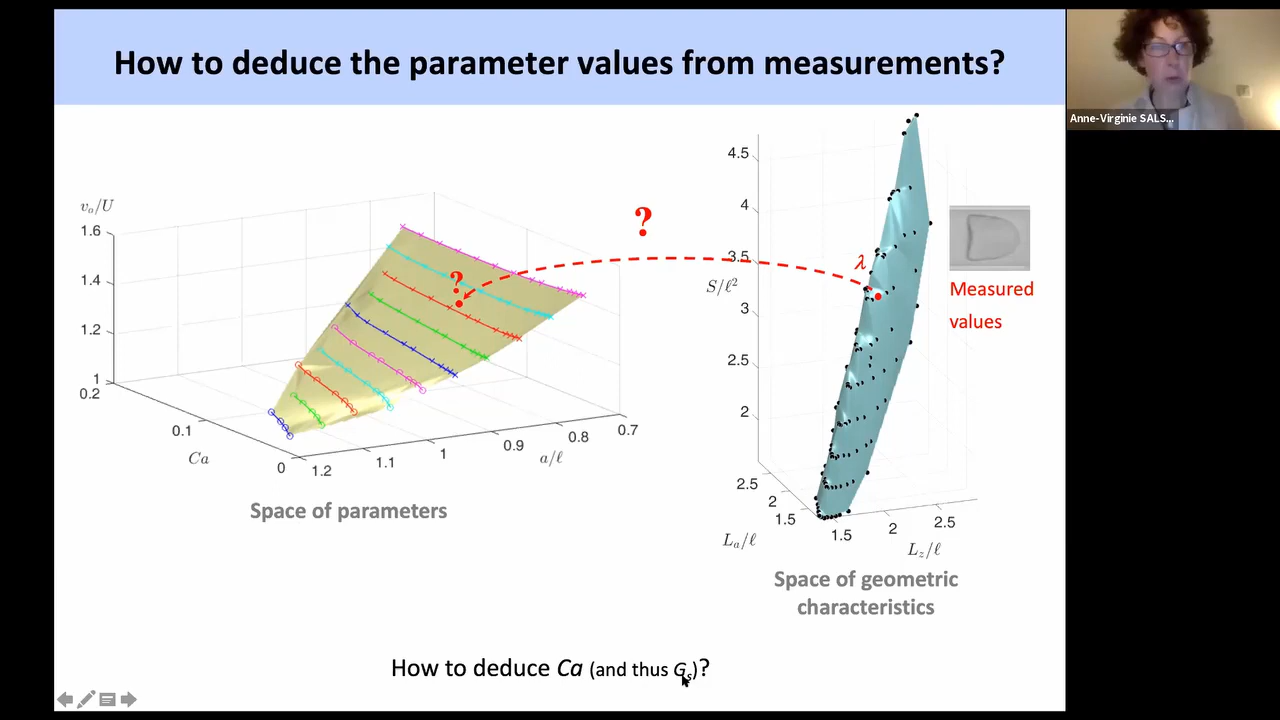 How to deduce the parameter values from measurements?
Anne-Virginie SALS...
v_o/U
1.6
1.4
1.2
1
0.2
0.1
0
Ca
1.2
1.1
1
0.9
0.8
0.7
a/ℓ
Space of parameters
?
?
λ
4.5
4
3.5
3
2.5
2
S/ℓ²
2.5
2
1.5
L_a/ℓ
1.5
2
2.5
L_z/ℓ
Measured
values
Space of geometric
characteristics
How to deduce Ca (and thus G_s)?